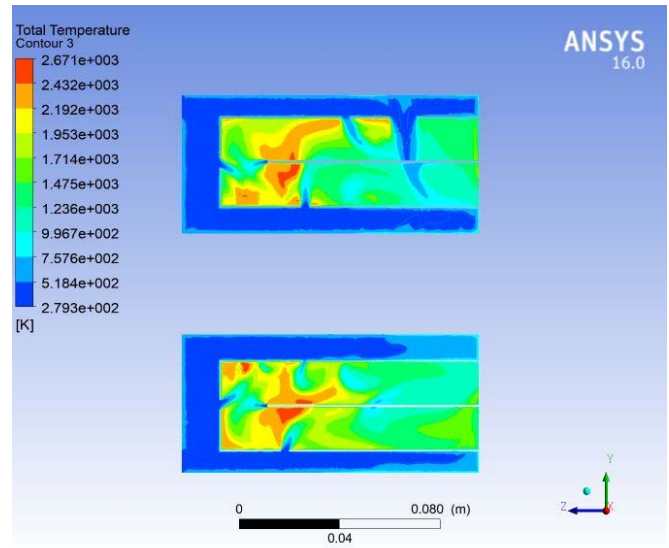 Total Temperature
Contour 3
2.671e+003
2.432e+003
2.192e+003
1.953e+003
1.714e+003
1.475e+003
1.236e+003
9.967e+002
7.576e+002
5.184e+002
2.793e+002
[K]
ANSYS
16.0
0 0.080 (m)
0.04
Y
Z X